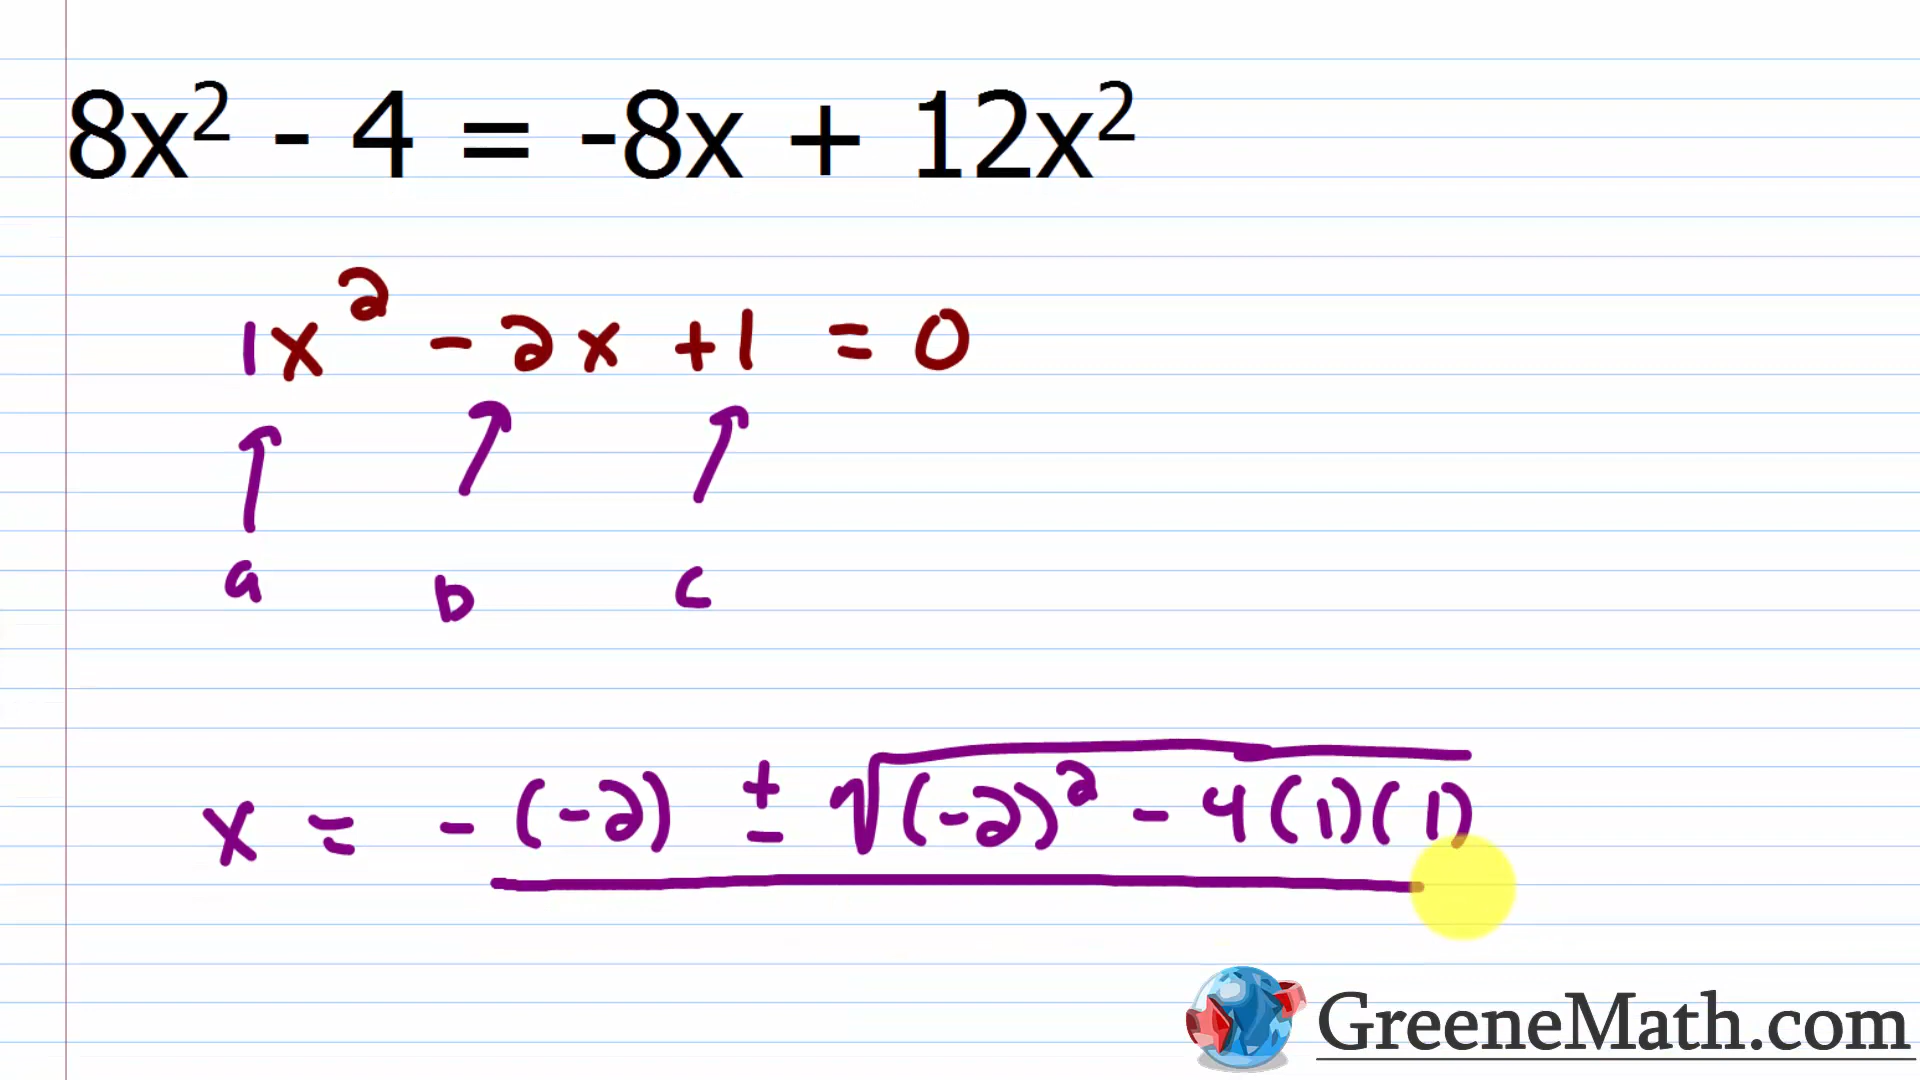 8x² - 4 = -8x + 12x²
1x² - 2x + 1 = 0
a b c
x = -(-2) ± √(-2)² - 4(1)(1)
GreeneMath.com